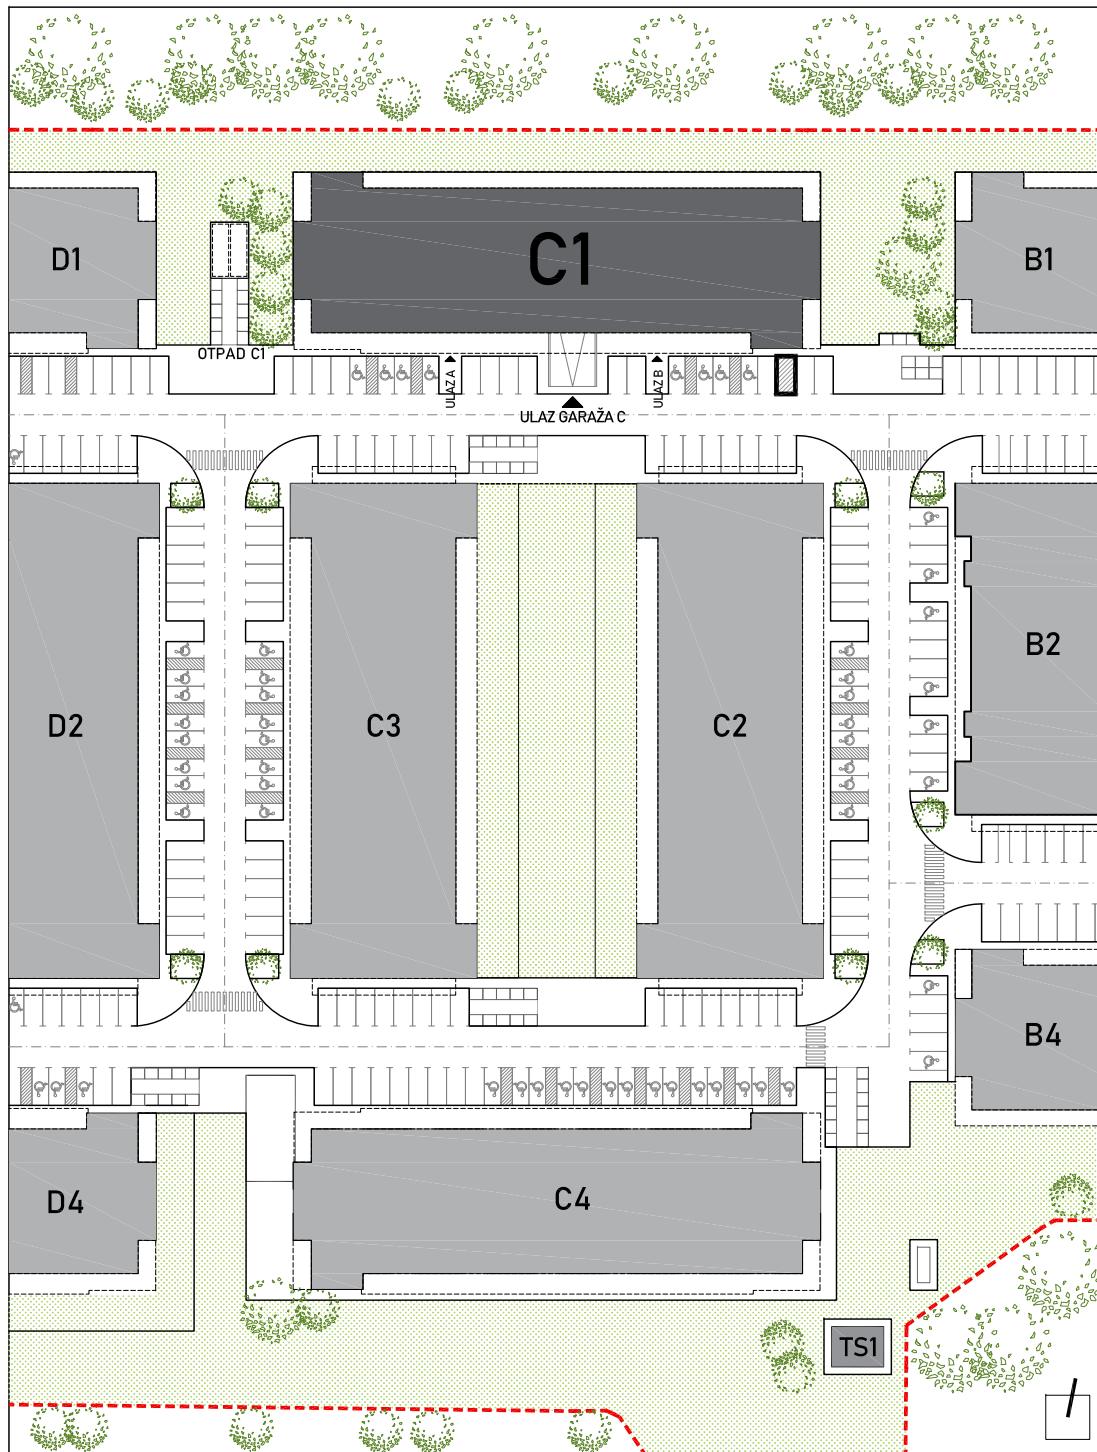 D1
C1
B1
OTPAD C1
ULAZ A
ULAZ B
ULAZ GARAŽA C
D2
C3
C2
B2
B4
D4
C4
TS1